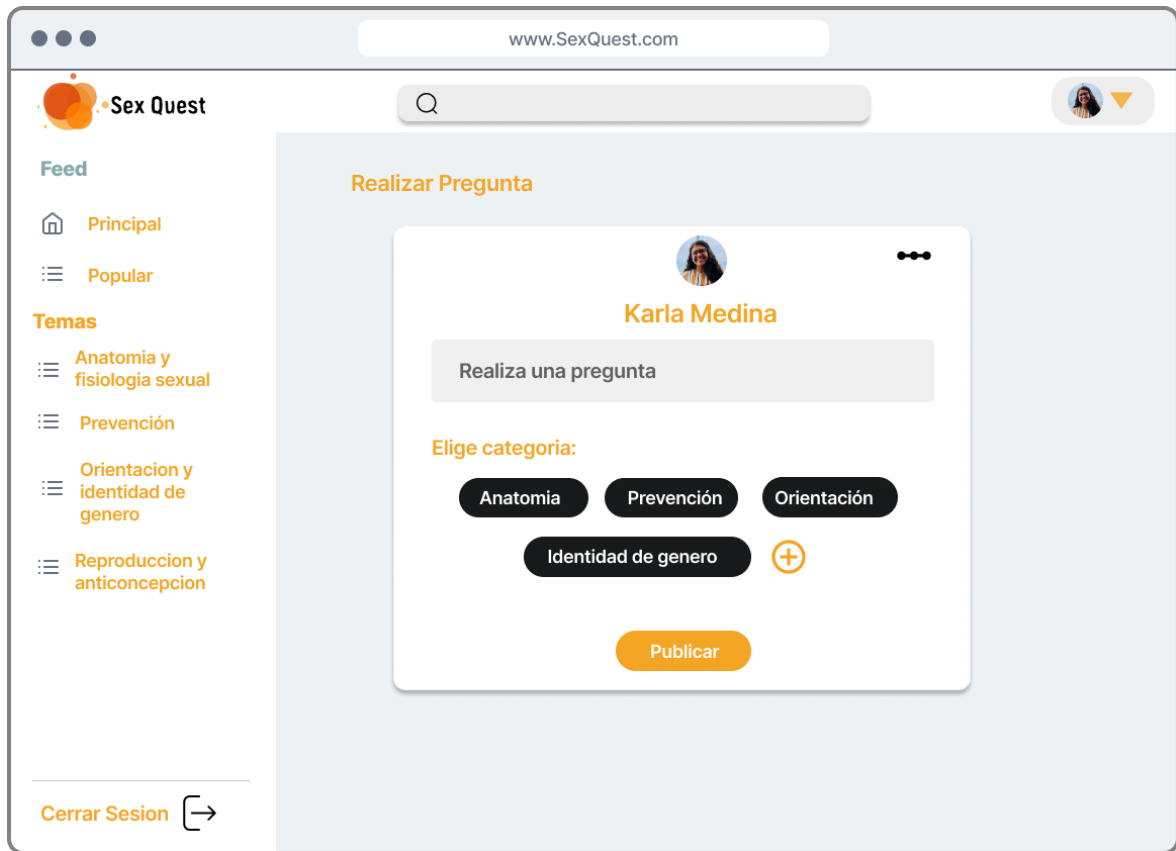 www.SexQuest.com
Sex Quest
Feed
Principal
Popular
Temas
Anatomia y
fisiologia sexual
Prevención
Orientacion y
identidad de
genero
Reproduccion y
anticoncepcion
Cerrar Sesion
Realizar Pregunta
Karla Medina
Realiza una pregunta
Elige categoria:
Anatomia Prevención Orientación
Identidad de genero
Publicar